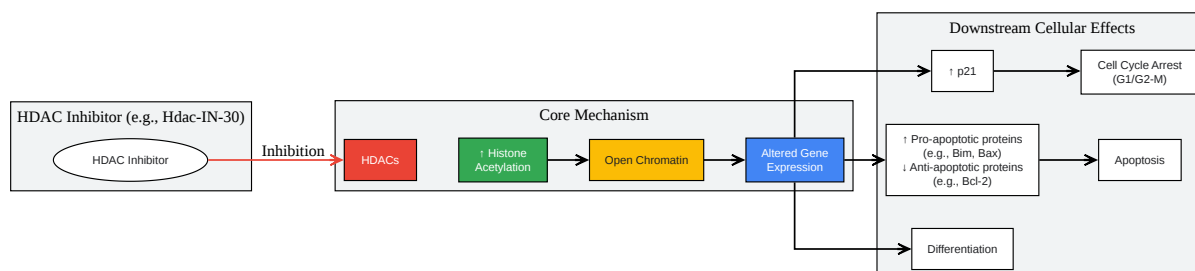 Downstream Cellular Effects
↑ p21
Cell Cycle Arrest
(G1/G2-M)
HDAC Inhibitor (e.g., Hdac-IN-30)
HDAC Inhibitor
Inhibition
Core Mechanism
HDACs
↑ Histone
Acetylation
Open Chromatin
Altered Gene
Expression
↑ Pro-apoptotic proteins
(e.g., Bim, Bax)
↓ Anti-apoptotic proteins
(e.g., Bcl-2)
Apoptosis
Differentiation